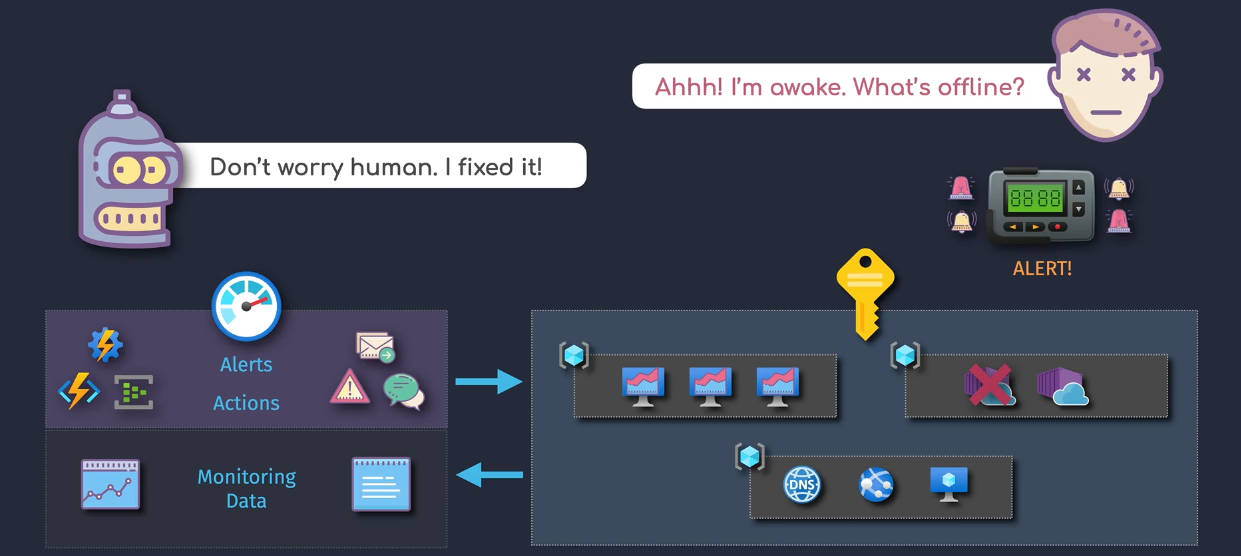 Ahhh! I'm awake. What's offline?
Don't worry human. I fixed it!
8888
ALERT!
Alerts
Actions
Monitoring
Data
DNS